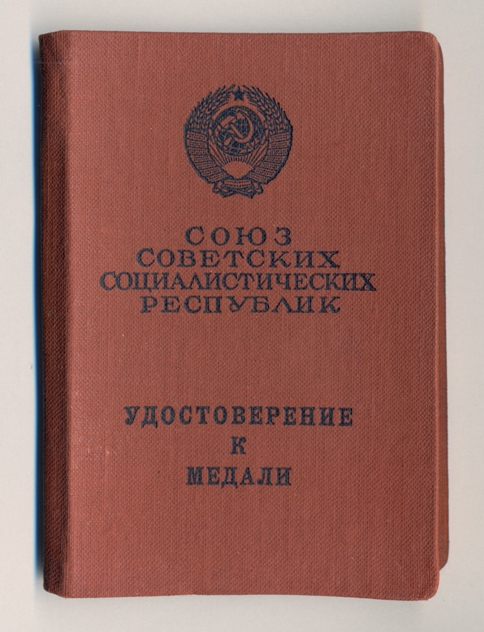 СОЮЗ
СОВЕТСКИХ
СОЦИАЛИСТИЧЕСКИХ
РЕСПУБЛИК
УДОСТОВЕРЕНИЕ
К
МЕДАЛИ